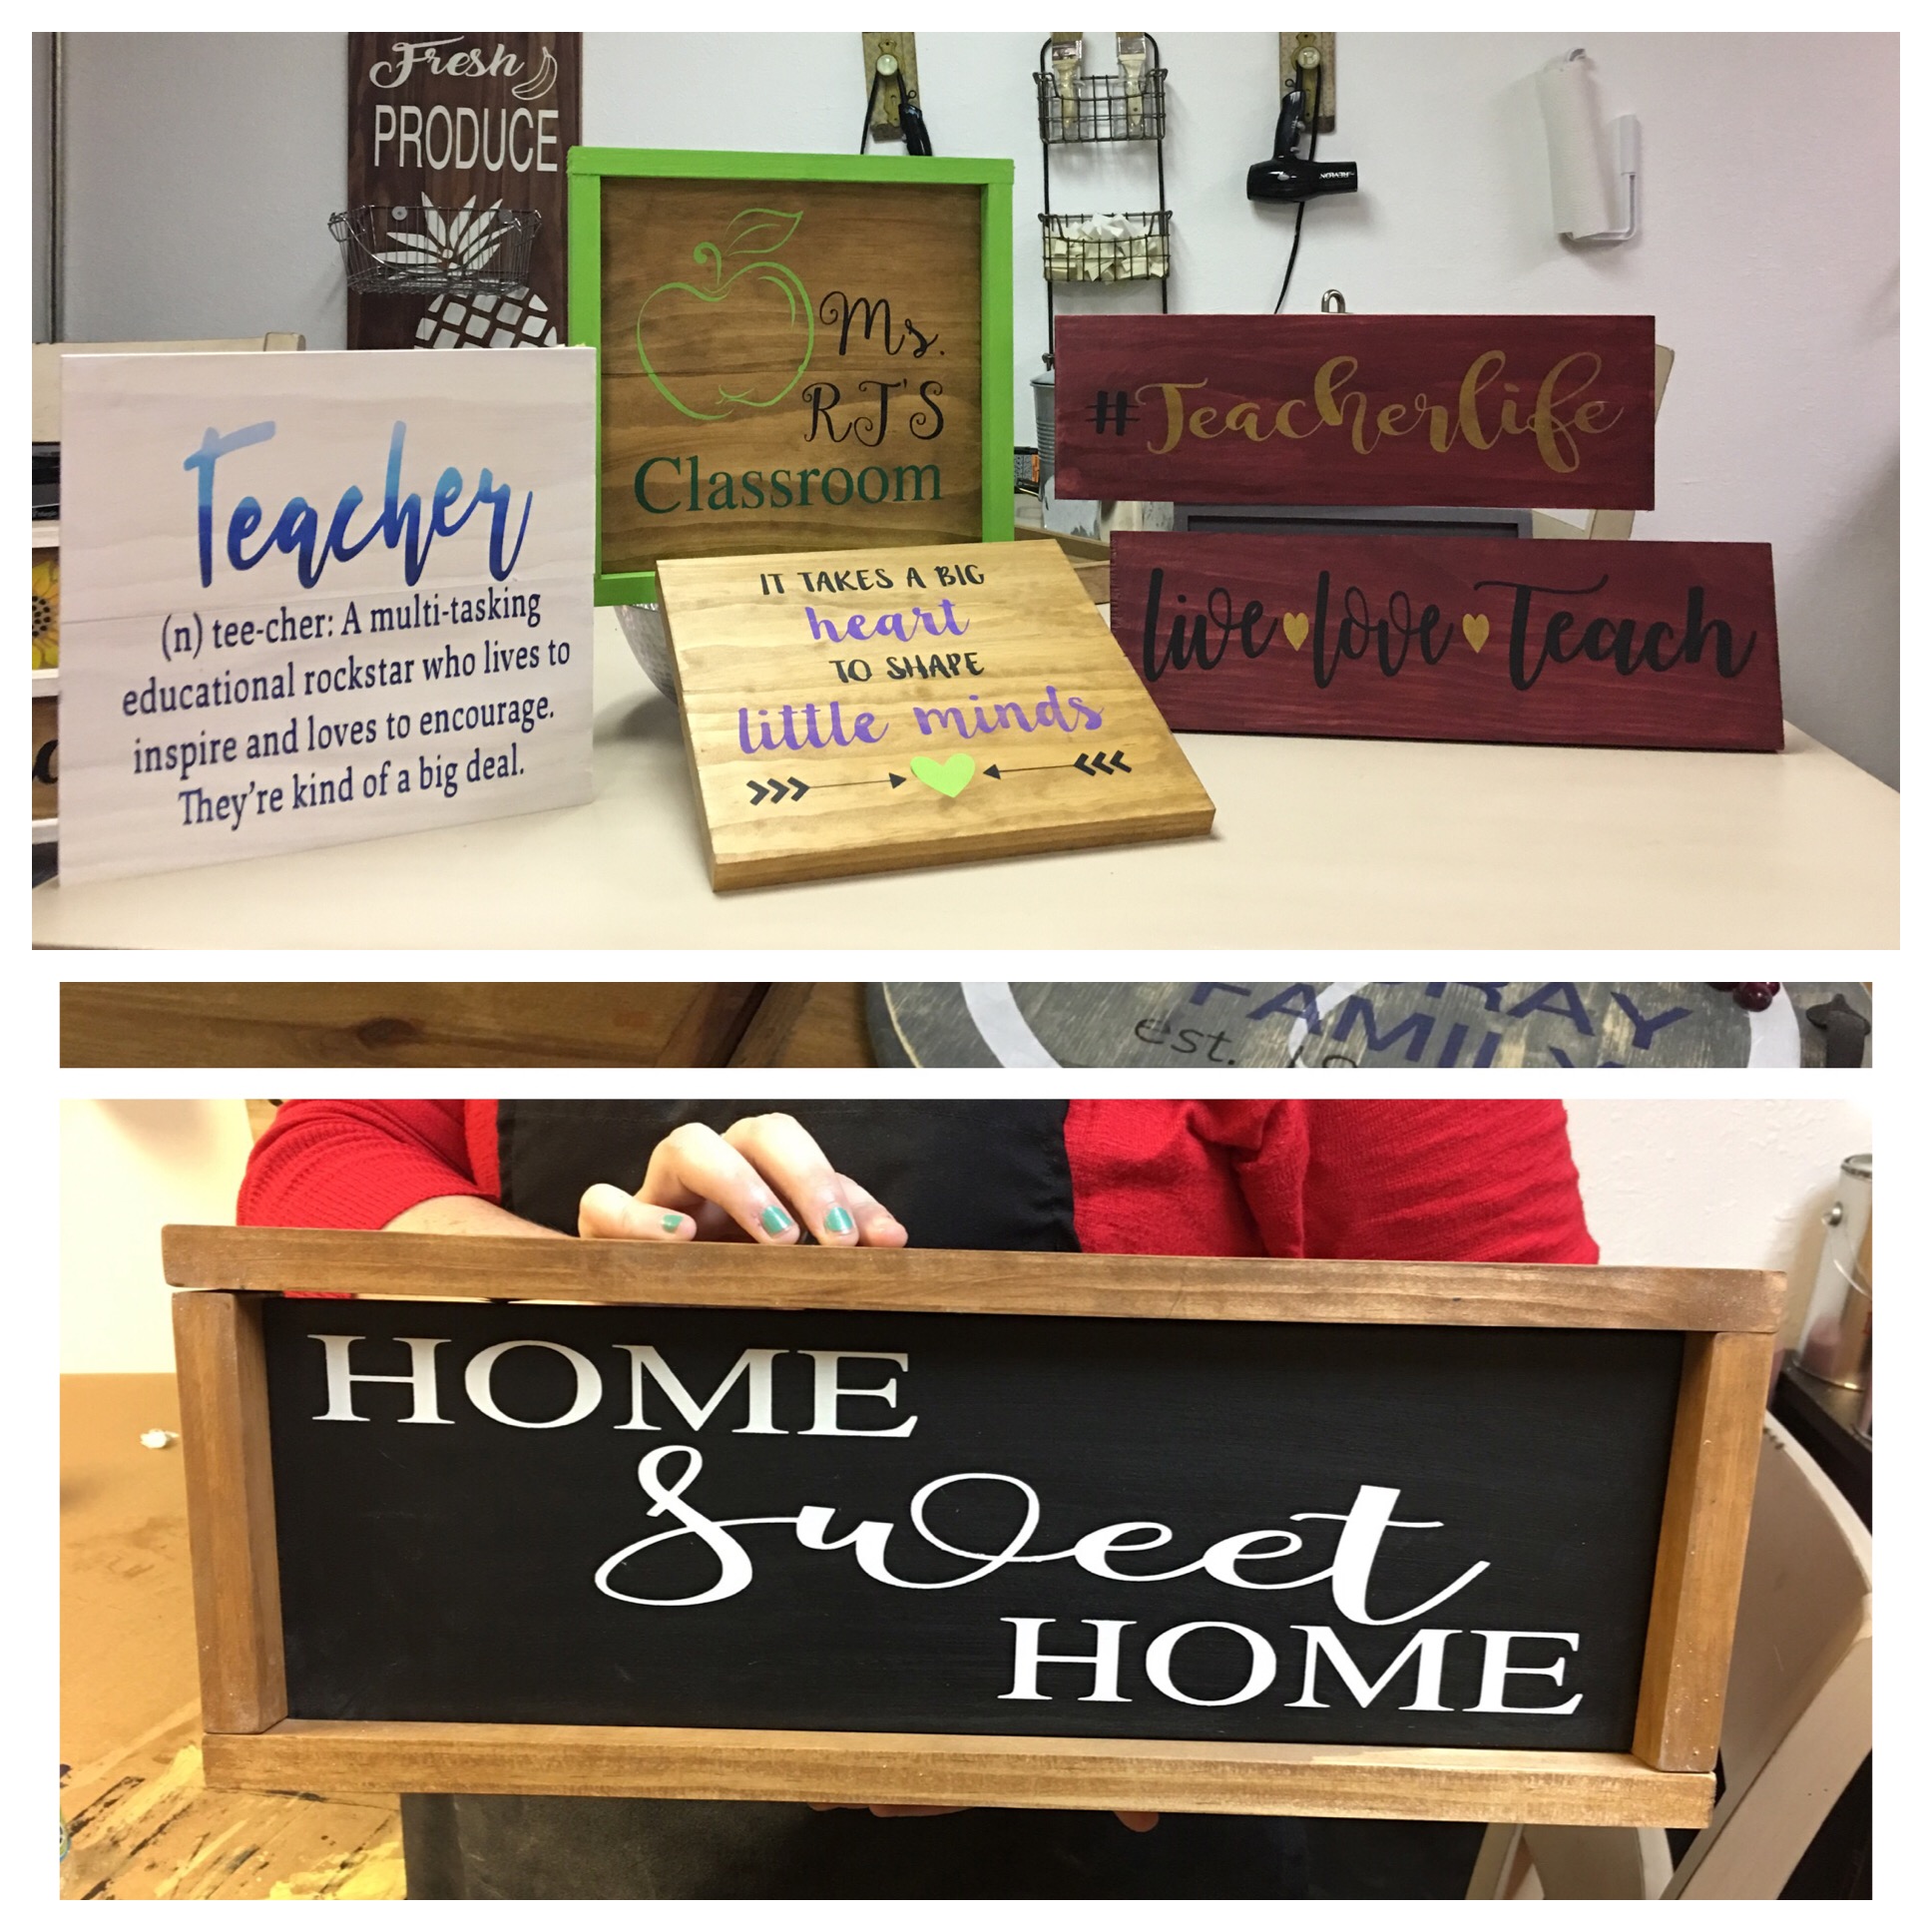 Fresh
PRODUCE
Teacher
(n) tee-cher: A multi-tasking
educational rockstar who lives to
inspire and loves to encourage.
They're kind of a big deal.
Ms.
RJ'S
Classroom
IT TAKES A BIG
heart
TO SHAPE
little minds
#Teacherlife
live love Teach
FAMILY
est.
HOME
Sweet
HOME